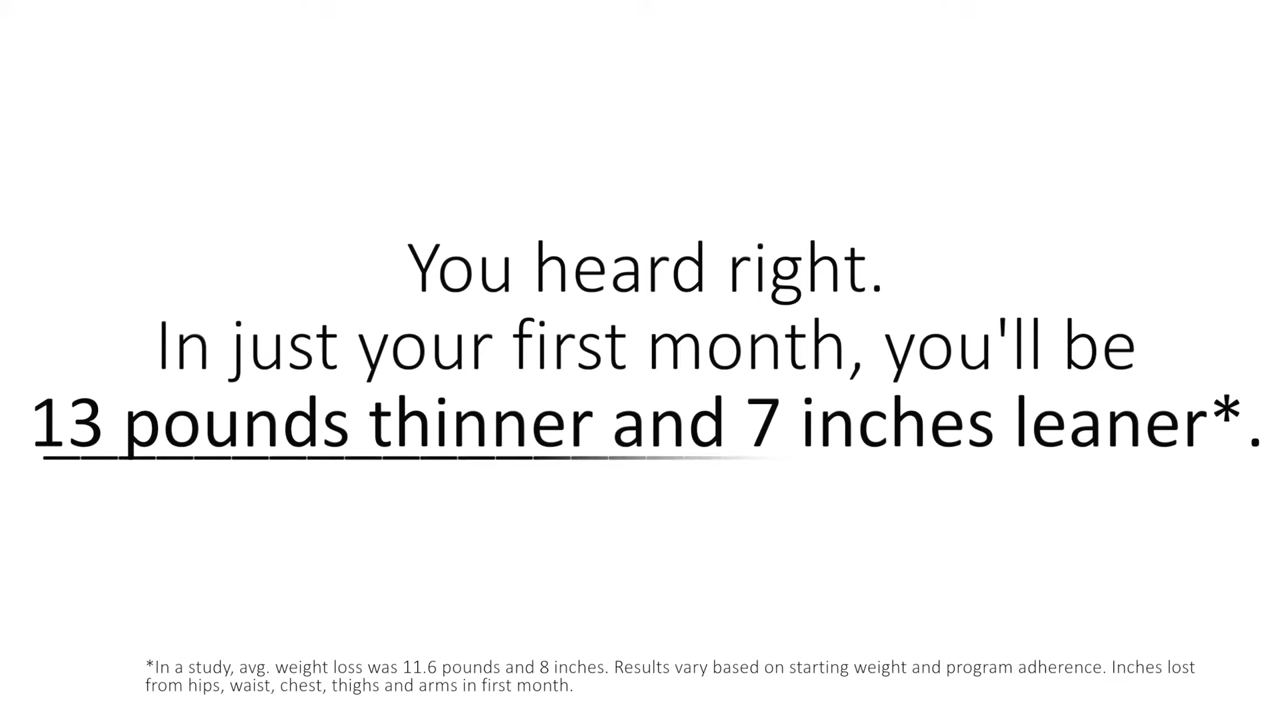 You heard right.
In just your first month, you'll be
13 pounds thinner and 7 inches leaner*.
*In a study, avg. weight loss was 11.6 pounds and 8 inches. Results vary based on starting weight and program adherence. Inches lost
from hips, waist, chest, thighs and arms in first month.